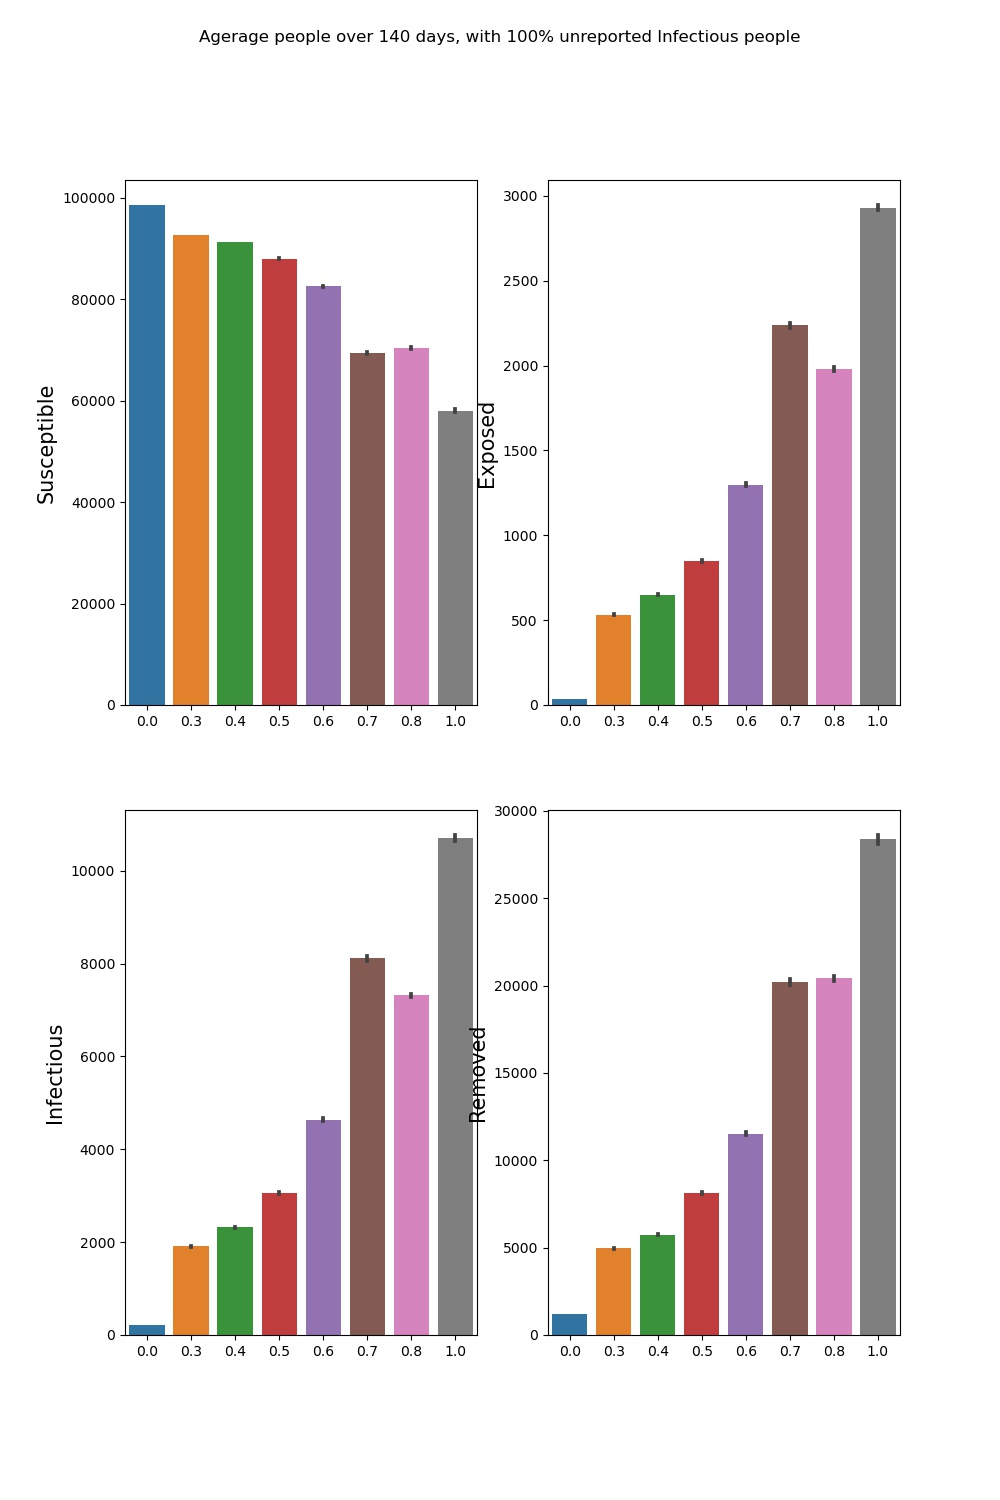 Agerage people over 140 days, with 100% unreported Infectious people
Susceptible
100000
80000
60000
40000
20000
0
0.0 0.3 0.4 0.5 0.6 0.7 0.8 1.0
Exposed
3000
2500
2000
1500
1000
500
0
0.0 0.3 0.4 0.5 0.6 0.7 0.8 1.0
Infectious
10000
8000
6000
4000
2000
0
0.0 0.3 0.4 0.5 0.6 0.7 0.8 1.0
Removed
30000
25000
20000
15000
10000
5000
0
0.0 0.3 0.4 0.5 0.6 0.7 0.8 1.0